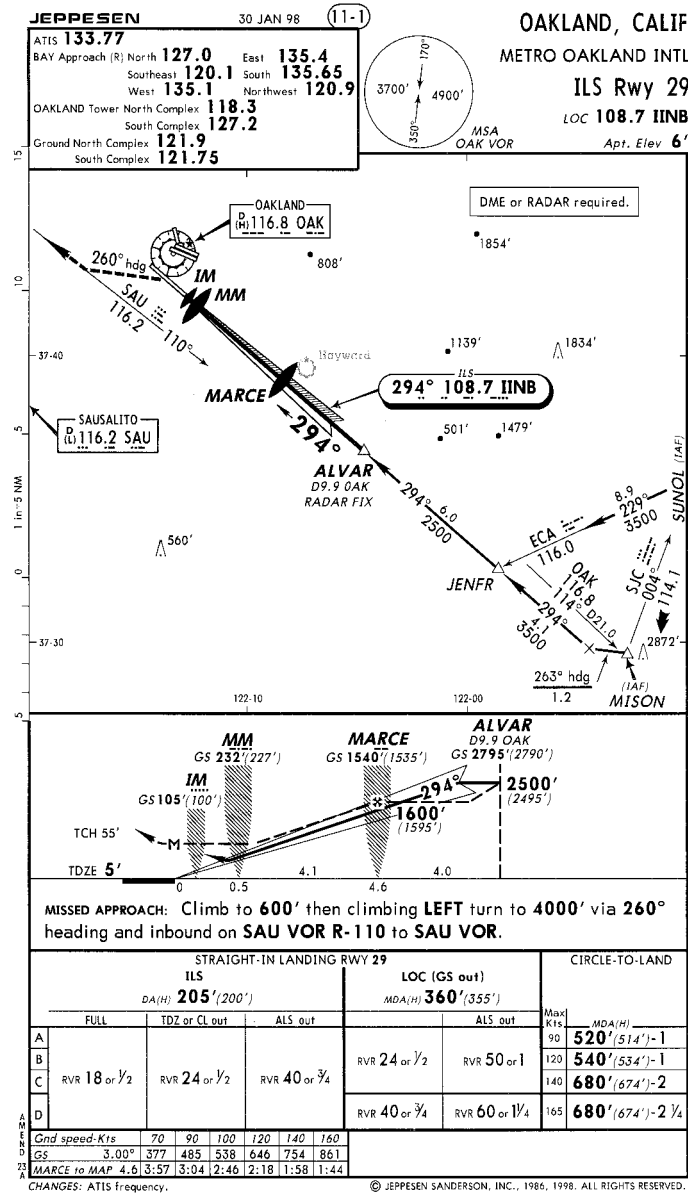 JEPPESEN 30 JAN 98 11-1 OAKLAND, CALIF
METRO OAKLAND INTL
ILS Rwy 29
LOC 108.7 IINB
Apt. Elev 6'
ATIS 133.77
BAY Approach (R) North 127.0 East 135.4
Southeast 120.1 South 135.65
West 135.1 Northwest 120.9
OAKLAND Tower North Complex 118.3
South Complex 127.2
Ground North Complex 121.9
South Complex 121.75
170°
3700' 4900'
350°
MSA
OAK VOR
15
DME or RADAR required.
OAKLAND
D
(H) 116.8 OAK
1854'
808'
260° hdg
IM
MM
10
SAU
116.2
110°
37-40
1139'
1834'
Hayward
ILS
294° 108.7 IINB
MARCE
SAUSALITO
D
(L) 116.2 SAU
294°
5
501'
1479'
ALVAR
D9.9 OAK
RADAR FIX
SUNOL (IAF)
294° 6.0
2500
8.9
229°
3500
1 in = 5 NM
ECA
116.0
560'
0
JENFR
OAK
116.8
114° D21.0
SJC
004°
114.1
294°
4.1
3500
37-30
2872'
263° hdg
1.2
(IAF)
MISON
122-10
122-00
5
MM
GS 232'(227')
MARCE
GS 1540'(1535')
ALVAR
D9.9 OAK
GS 2795'(2790')
IM
GS 105'(100')
294°
2500'
(2495')
1600'
(1595')
TCH 55'
M
TDZE 5'
0 0.5 4.1 4.6 4.0
MISSED APPROACH: Climb to 600' then climbing LEFT turn to 4000' via 260°
heading and inbound on SAU VOR R-110 to SAU VOR.
STRAIGHT-IN LANDING RWY 29 CIRCLE-TO-LAND
ILS LOC (GS out)
DA(H) 205'(200') MDA(H) 360'(355')
FULL TDZ or CL out ALS out ALS out
Max
Kts MDA(H)
A 90 520'(514')-1
B 120 540'(534')-1
RVR 18 or 1/2 RVR 24 or 1/2 RVR 40 or 3/4 RVR 24 or 1/2 RVR 50 or 1
C 140 680'(674')-2
D RVR 40 or 3/4 RVR 60 or 1 1/4 165 680'(674')-2 1/4
AMEND 23A
Gnd speed-Kts 70 90 100 120 140 160
GS 3.00° 377 485 538 646 754 861
MARCE to MAP 4.6 3:57 3:04 2:46 2:18 1:58 1:44
CHANGES: ATIS frequency. © JEPPESEN SANDERSON, INC., 1986, 1998. ALL RIGHTS RESERVED.